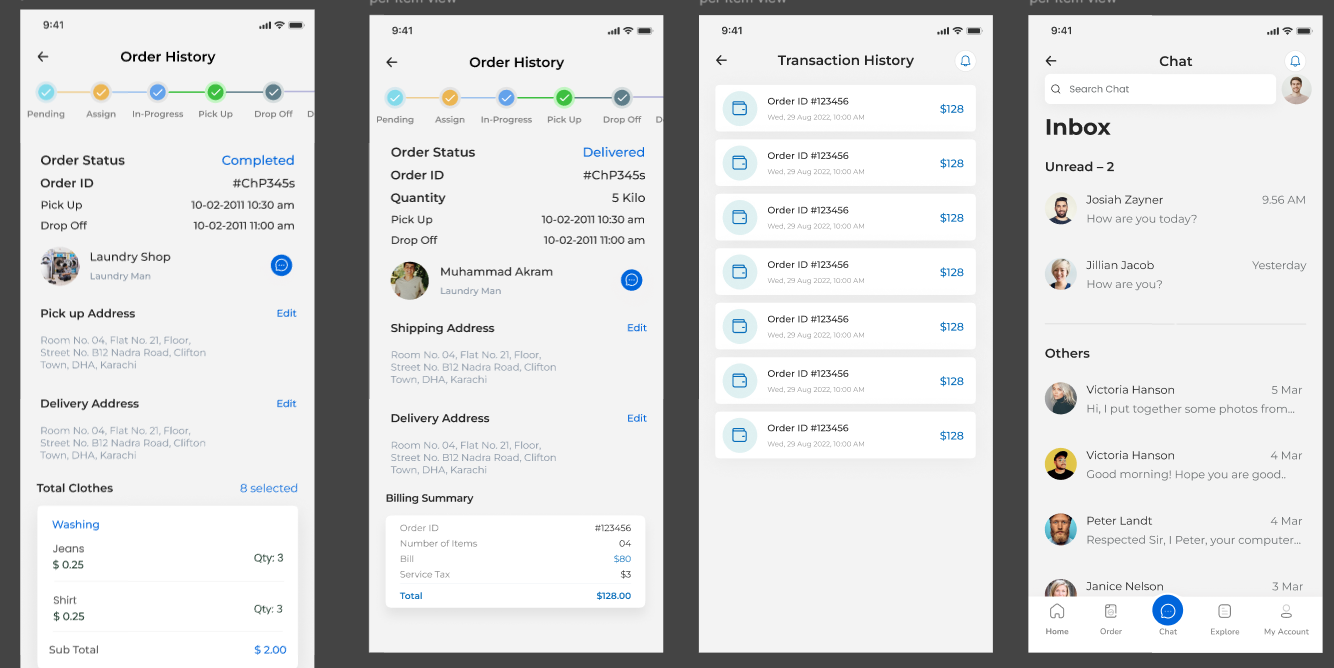 per item view
per item view
per item view
9:41
Order History
Pending
Assign
In-Progress
Pick Up
Drop Off
D
Order Status
Completed
Order ID
#ChP345s
Pick Up
10-02-2011 10:30 am
Drop Off
10-02-2011 11:00 am
Laundry Shop
Laundry Man
Pick up Address
Edit
Room No. 04, Flat No. 21, Floor,
Street No. B12 Nadra Road, Clifton
Town, DHA, Karachi
Delivery Address
Edit
Room No. 04, Flat No. 21, Floor,
Street No. B12 Nadra Road, Clifton
Town, DHA, Karachi
Total Clothes
8 selected
Washing
Jeans
$ 0.25
Qty: 3
Shirt
$ 0.25
Qty: 3
Sub Total
$ 2.00
9:41
Order History
Pending
Assign
In-Progress
Pick Up
Drop Off
D
Order Status
Delivered
Order ID
#ChP345s
Quantity
5 Kilo
Pick Up
10-02-2011 10:30 am
Drop Off
10-02-2011 11:00 am
Muhammad Akram
Laundry Man
Shipping Address
Edit
Room No. 04, Flat No. 21, Floor,
Street No. B12 Nadra Road, Clifton
Town, DHA, Karachi
Delivery Address
Edit
Room No. 04, Flat No. 21, Floor,
Street No. B12 Nadra Road, Clifton
Town, DHA, Karachi
Billing Summary
Order ID
#123456
Number of Items
04
Bill
$80
Service Tax
$3
Total
$128.00
9:41
Transaction History
Order ID #123456
Wed, 29 Aug 2022, 10:00 AM
$128
Order ID #123456
Wed, 29 Aug 2022, 10:00 AM
$128
Order ID #123456
Wed, 29 Aug 2022, 10:00 AM
$128
Order ID #123456
Wed, 29 Aug 2022, 10:00 AM
$128
Order ID #123456
Wed, 29 Aug 2022, 10:00 AM
$128
Order ID #123456
Wed, 29 Aug 2022, 10:00 AM
$128
Order ID #123456
Wed, 29 Aug 2022, 10:00 AM
$128
9:41
Chat
Search Chat
Inbox
Unread – 2
Josiah Zayner
9.56 AM
How are you today?
Jillian Jacob
Yesterday
How are you?
Others
Victoria Hanson
5 Mar
Hi, I put together some photos from...
Victoria Hanson
4 Mar
Good morning! Hope you are good..
Peter Landt
4 Mar
Respected Sir, I Peter, your computer...
Janice Nelson
3 Mar
Home
Order
Chat
Explore
My Account